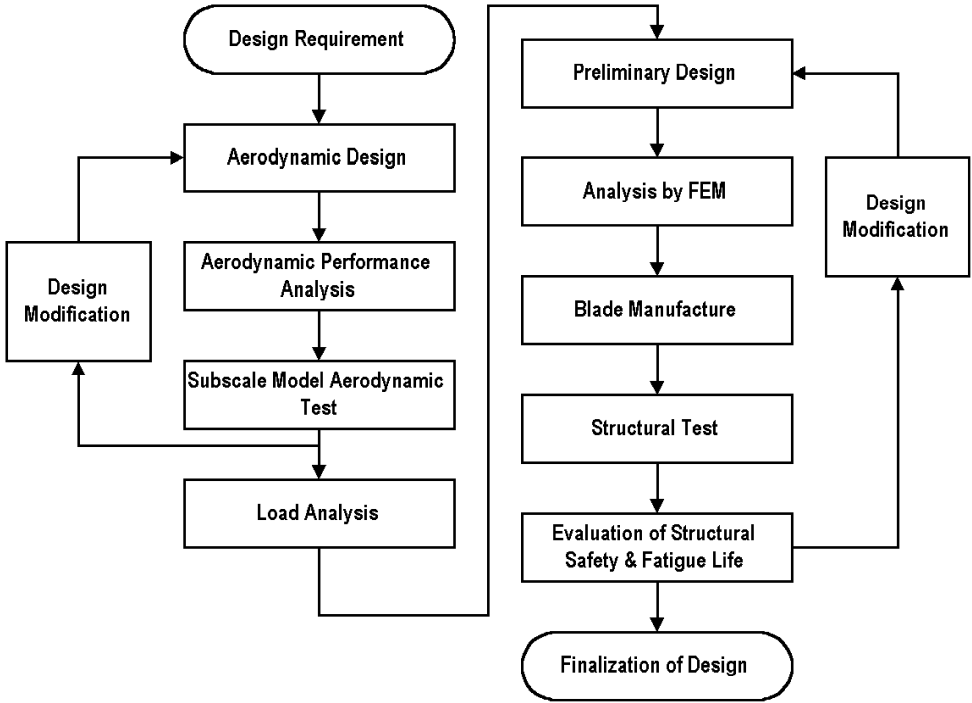 Design Requirement
Aerodynamic Design
Aerodynamic Performance
Analysis
Design
Modification
Subscale Model Aerodynamic
Test
Load Analysis
Preliminary Design
Analysis by FEM
Design
Modification
Blade Manufacture
Structural Test
Evaluation of Structural
Safety & Fatigue Life
Finalization of Design